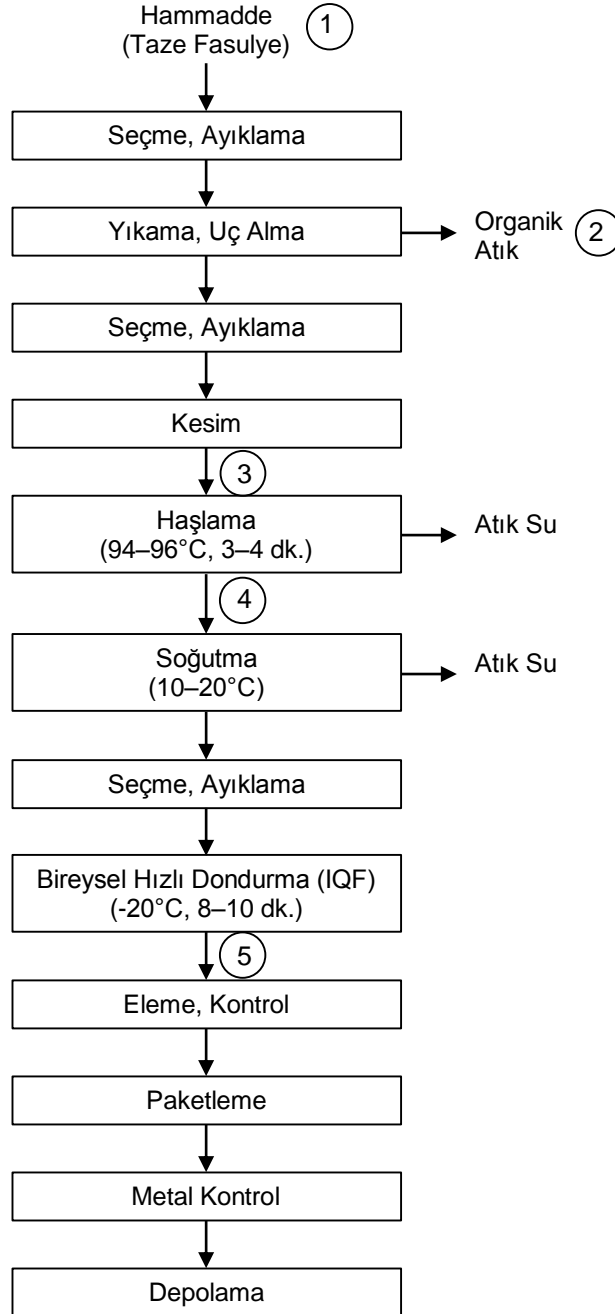 Hammadde
(Taze Fasulye)
1
Seçme, Ayıklama
Yıkama, Uç Alma
Organik
Atık
2
Seçme, Ayıklama
Kesim
3
Haşlama
(94–96°C, 3–4 dk.)
Atık Su
4
Soğutma
(10–20°C)
Atık Su
Seçme, Ayıklama
Bireysel Hızlı Dondurma (IQF)
(-20°C, 8–10 dk.)
5
Eleme, Kontrol
Paketleme
Metal Kontrol
Depolama